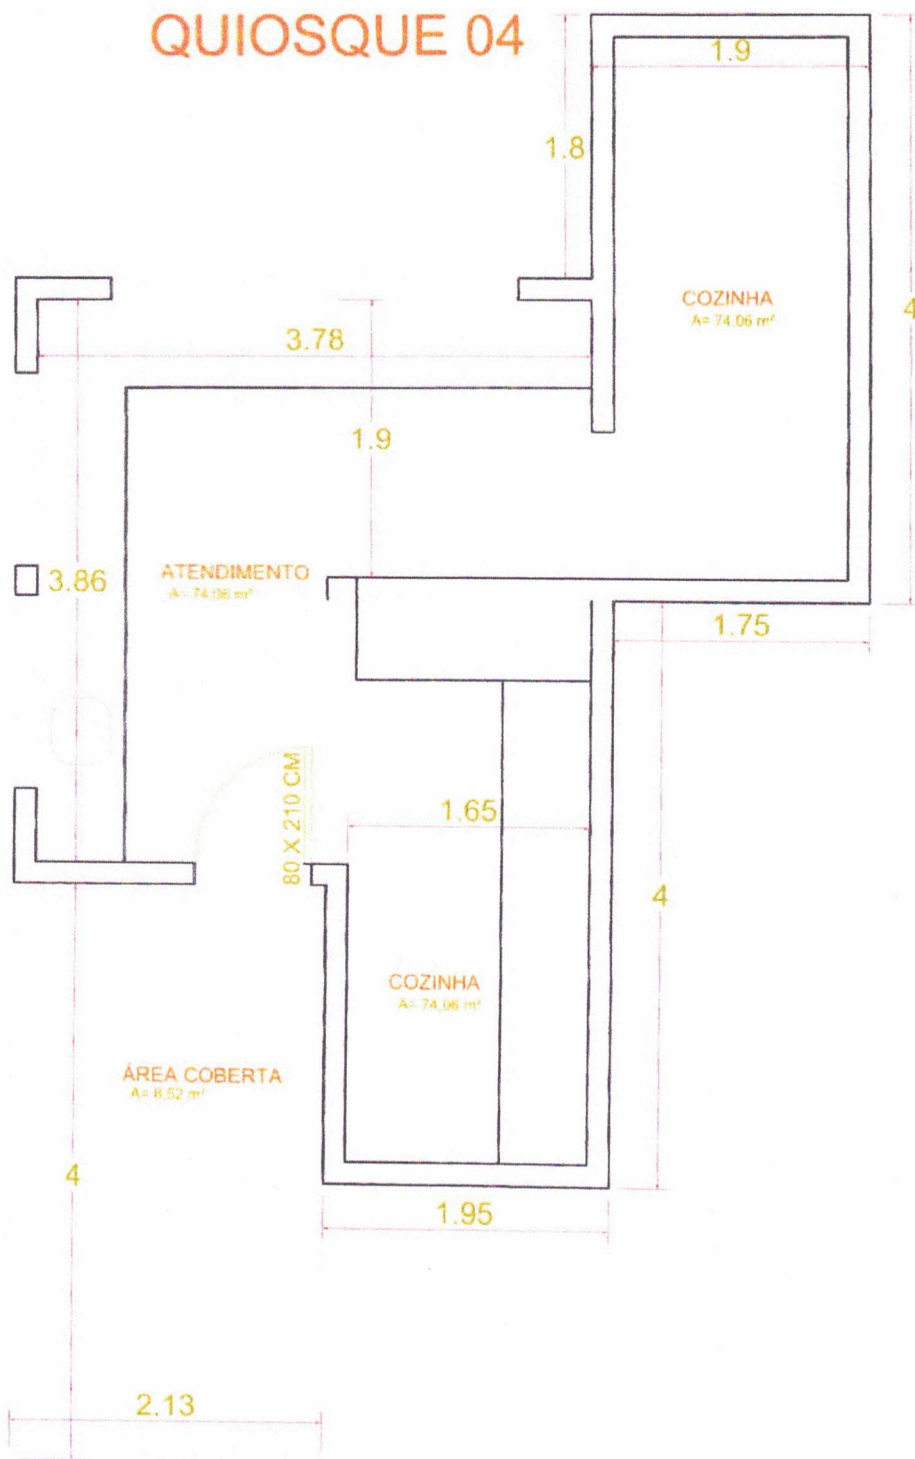 QUIOSQUE 04
1.9
1.8
COZINHA
A= 74,06 m²
4
3.78
1.9
ATENDIMENTO
A= 74,06 m²
3.86
1.75
80 X 210 CM
1.65
4
COZINHA
A= 74,06 m²
ÁREA COBERTA
A= 8,52 m²
4
1.95
2.13